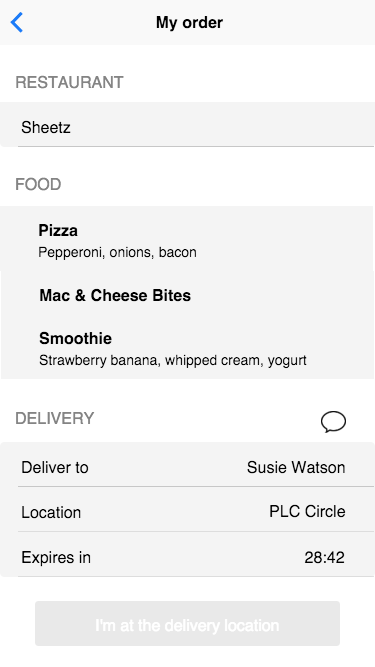 My order
RESTAURANT
Sheetz
FOOD
Pizza
Pepperoni, onions, bacon
Mac & Cheese Bites
Smoothie
Strawberry banana, whipped cream, yogurt
DELIVERY
Deliver to Susie Watson
Location PLC Circle
Expires in 28:42
I'm at the delivery location